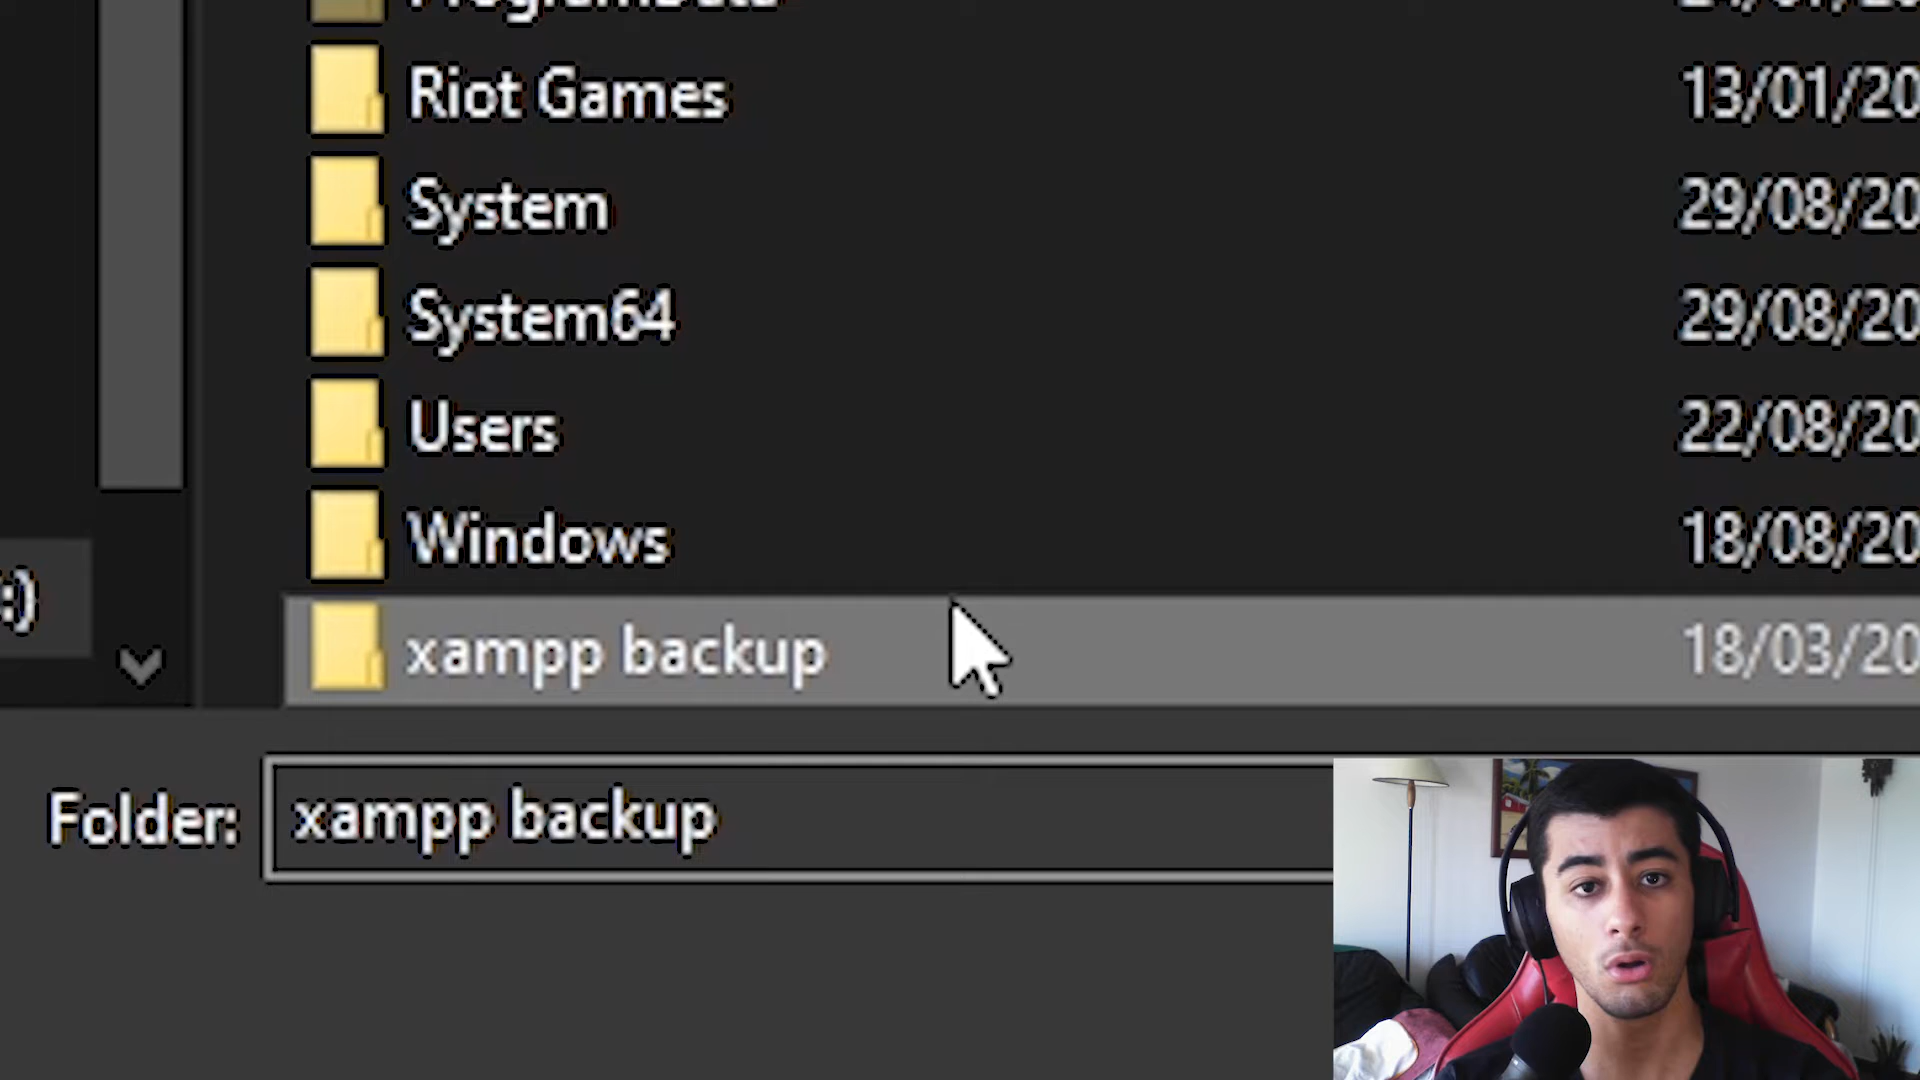 Riot Games 13/01/20
System 29/08/20
System64 29/08/20
Users 22/08/20
Windows 18/08/20
:)
xampp backup 18/03/20
Folder: xampp backup